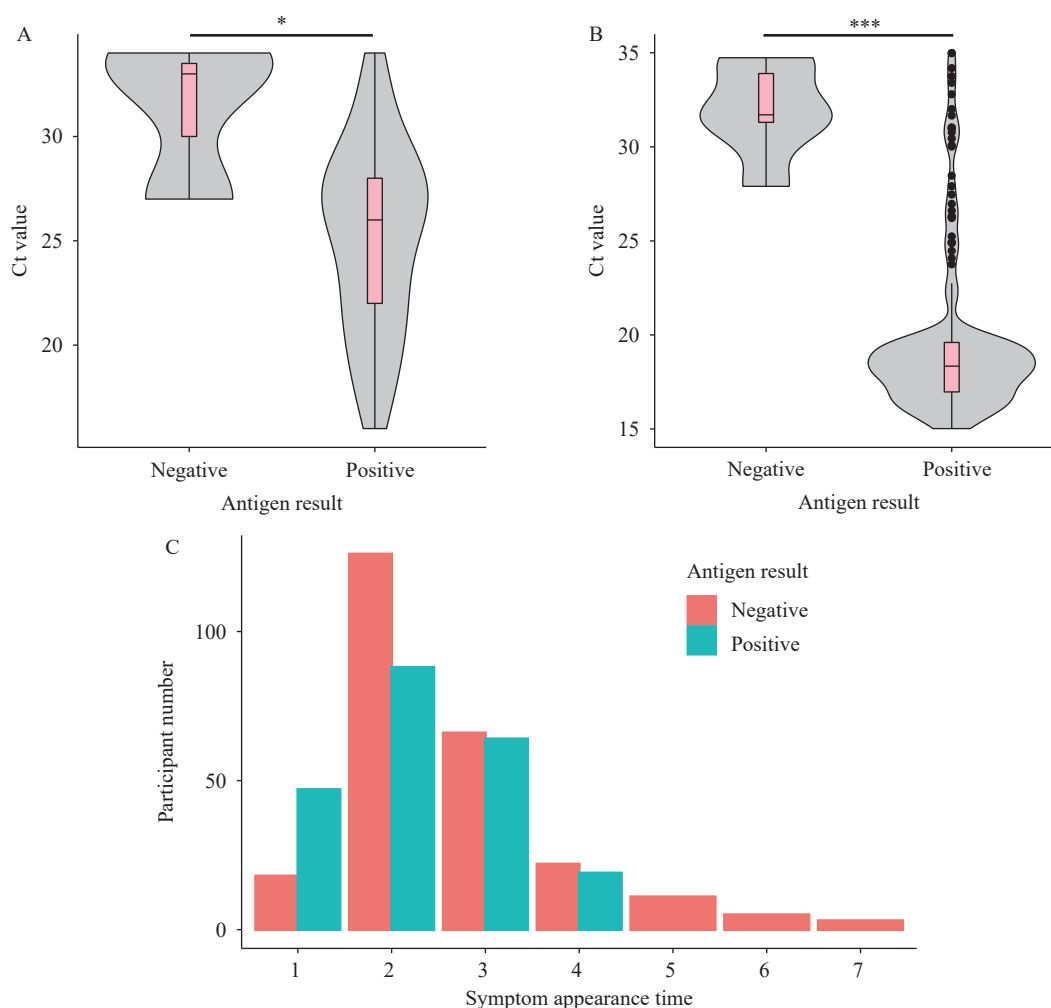 A
*
Ct value
30
25
20
Negative
Positive
Antigen result
B
***
Ct value
35
30
25
20
15
Negative
Positive
Antigen result
C
Participant number
100
50
0
1 2 3 4 5 6 7
Symptom appearance time
Antigen result
Negative
Positive